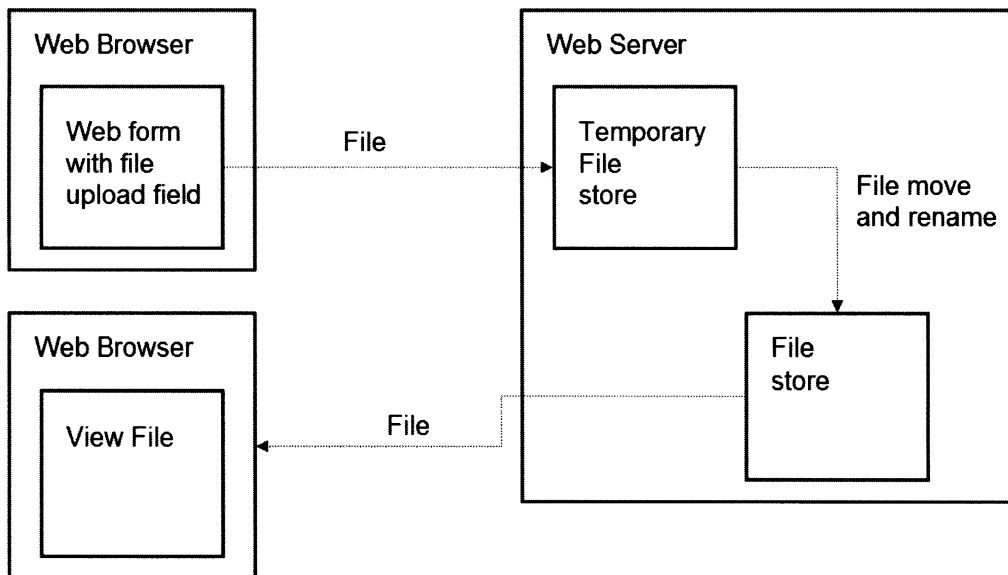 Web Browser
Web form
with file
upload field
File
Web Server
Temporary
File
store
File move
and rename
File
store
File
Web Browser
View File